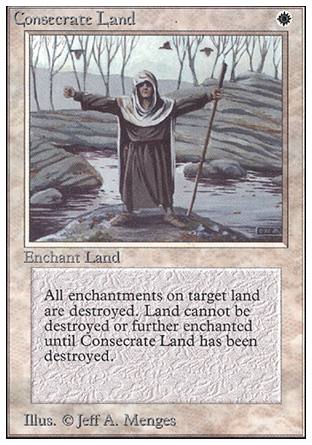 Consecrate Land
Enchant Land
All enchantments on target land
are destroyed. Land cannot be
destroyed or further enchanted
until Consecrate Land has been
destroyed.
Illus. © Jeff A. Menges